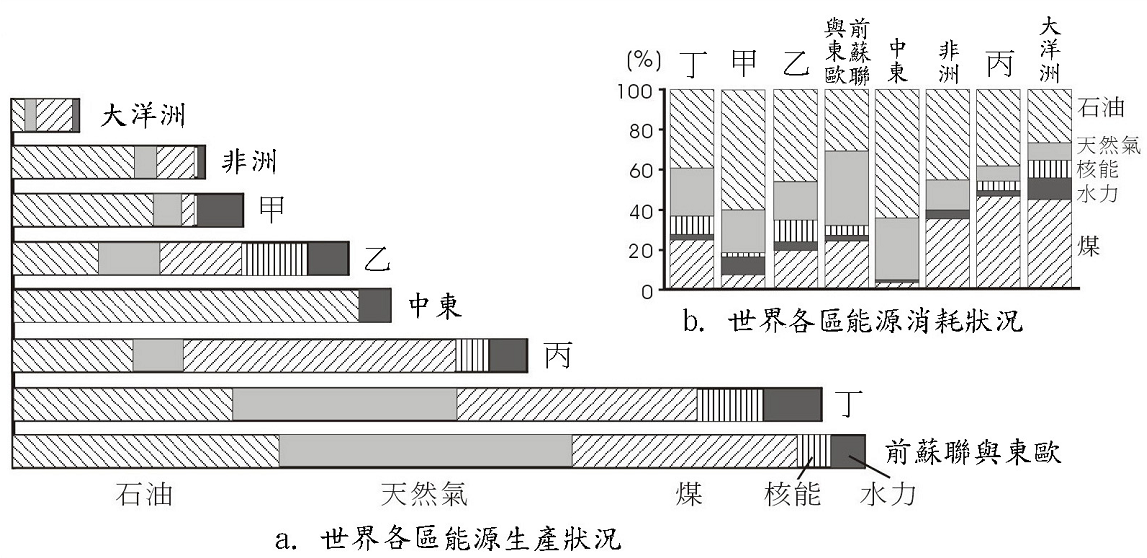 大洋洲
非洲
甲
乙
中東
丙
丁
前蘇聯與東歐
石油 天然氣 煤 核能 水力
a. 世界各區能源生產狀況
(%) 丁 甲 乙 前蘇聯與東歐 中東 非洲 丙 大洋洲
100
80
60
40
20
0
石油
天然氣
核能
水力
煤
b. 世界各區能源消耗狀況